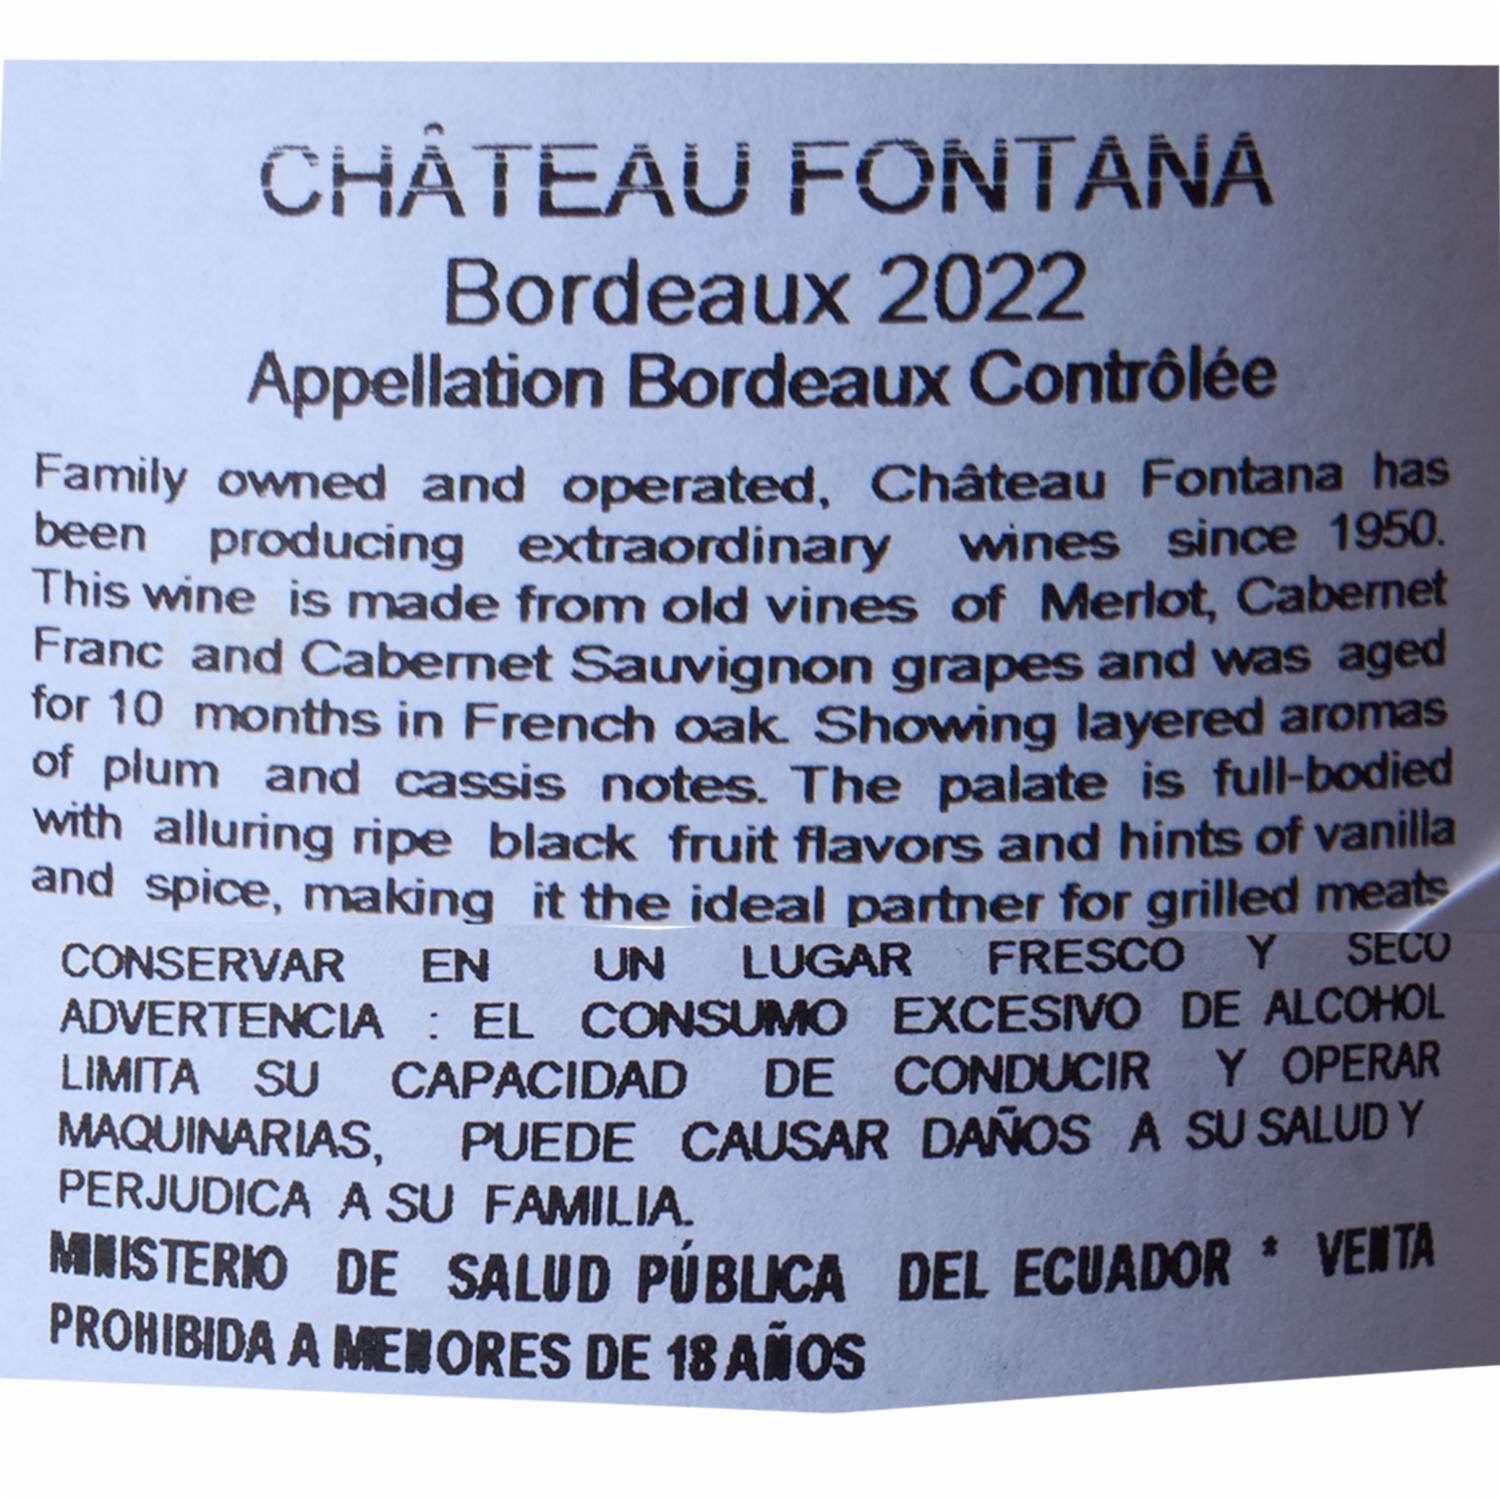 CHÂTEAU FONTANA
Bordeaux 2022
Appellation Bordeaux Contrôlée
Family owned and operated, Château Fontana has
been producing extraordinary wines since 1950.
This wine is made from old vines of Merlot, Cabernet
Franc and Cabernet Sauvignon grapes and was aged
for 10 months in French oak. Showing layered aromas
of plum and cassis notes. The palate is full-bodied
with alluring ripe black fruit flavors and hints of vanilla
and spice, making it the ideal partner for grilled meats
CONSERVAR EN UN LUGAR FRESCO Y SECO
ADVERTENCIA : EL CONSUMO EXCESIVO DE ALCOHOL
LIMITA SU CAPACIDAD DE CONDUCIR Y OPERAR
MAQUINARIAS, PUEDE CAUSAR DAÑOS A SU SALUD Y
PERJUDICA A SU FAMILIA.
MINISTERIO DE SALUD PÚBLICA DEL ECUADOR * VENTA
PROHIBIDA A MENORES DE 18 AÑOS